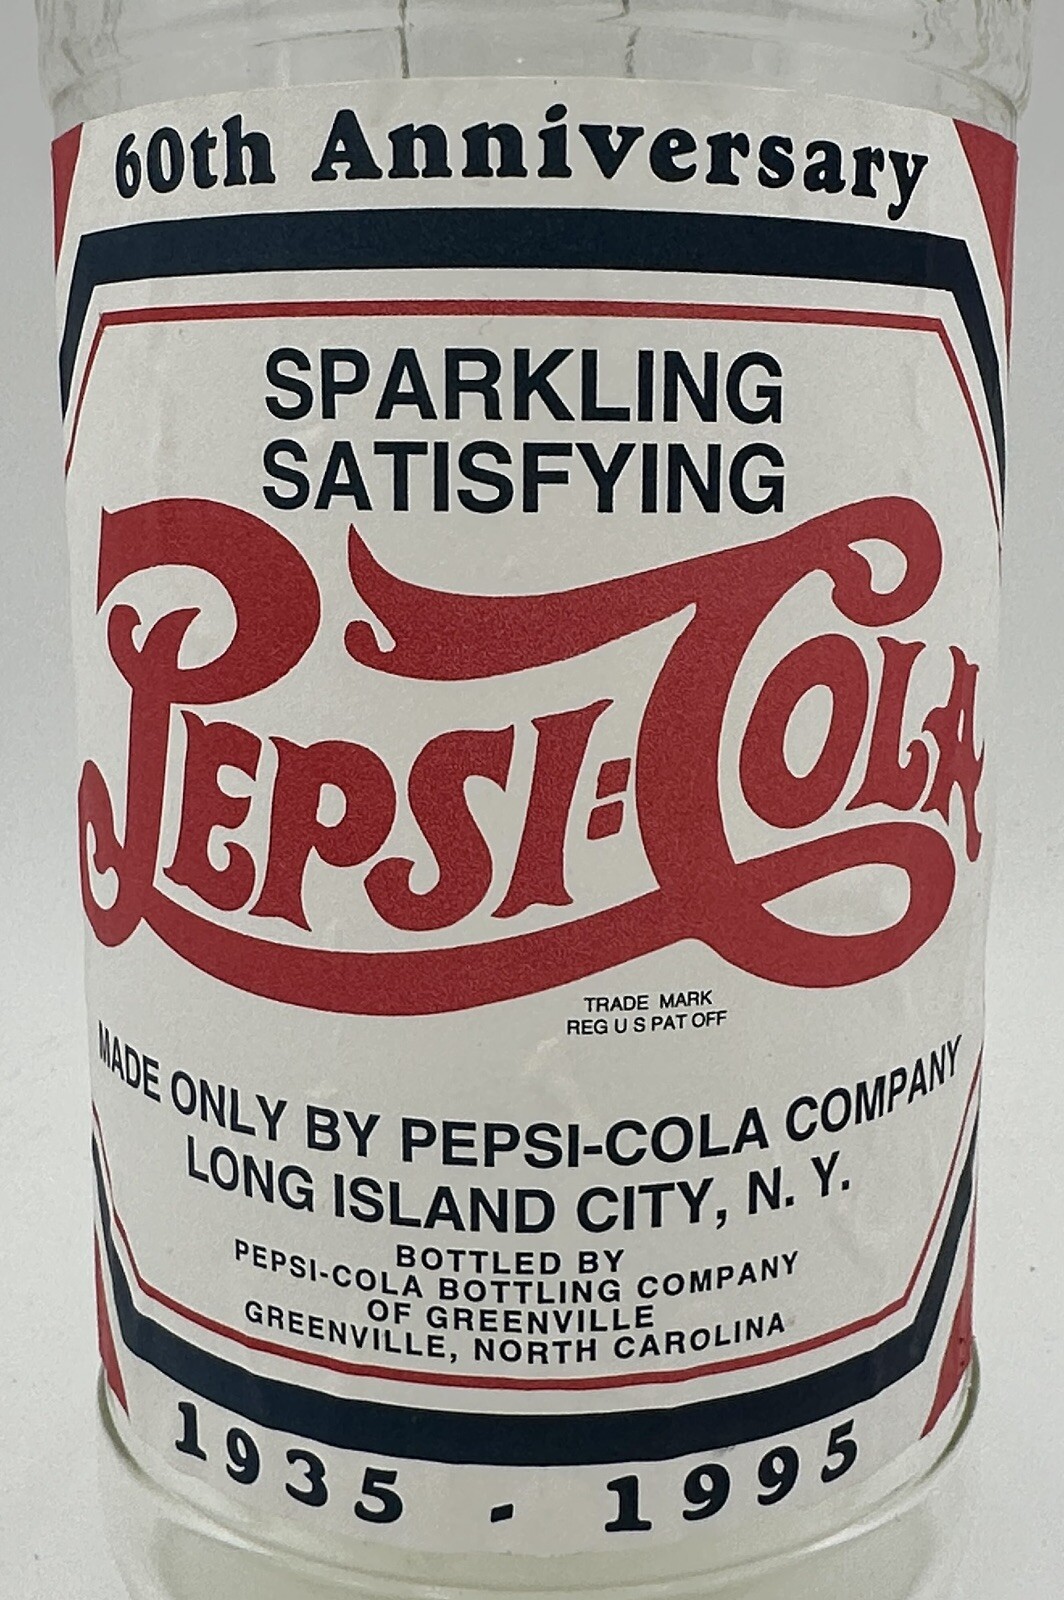 60th Anniversary
SPARKLING
SATISFYING
PEPSI=COLA
TRADE MARK
REG U S PAT OFF
MADE ONLY BY PEPSI-COLA COMPANY
LONG ISLAND CITY, N. Y.
BOTTLED BY
PEPSI-COLA BOTTLING COMPANY
OF GREENVILLE
GREENVILLE, NORTH CAROLINA
1935 - 1995